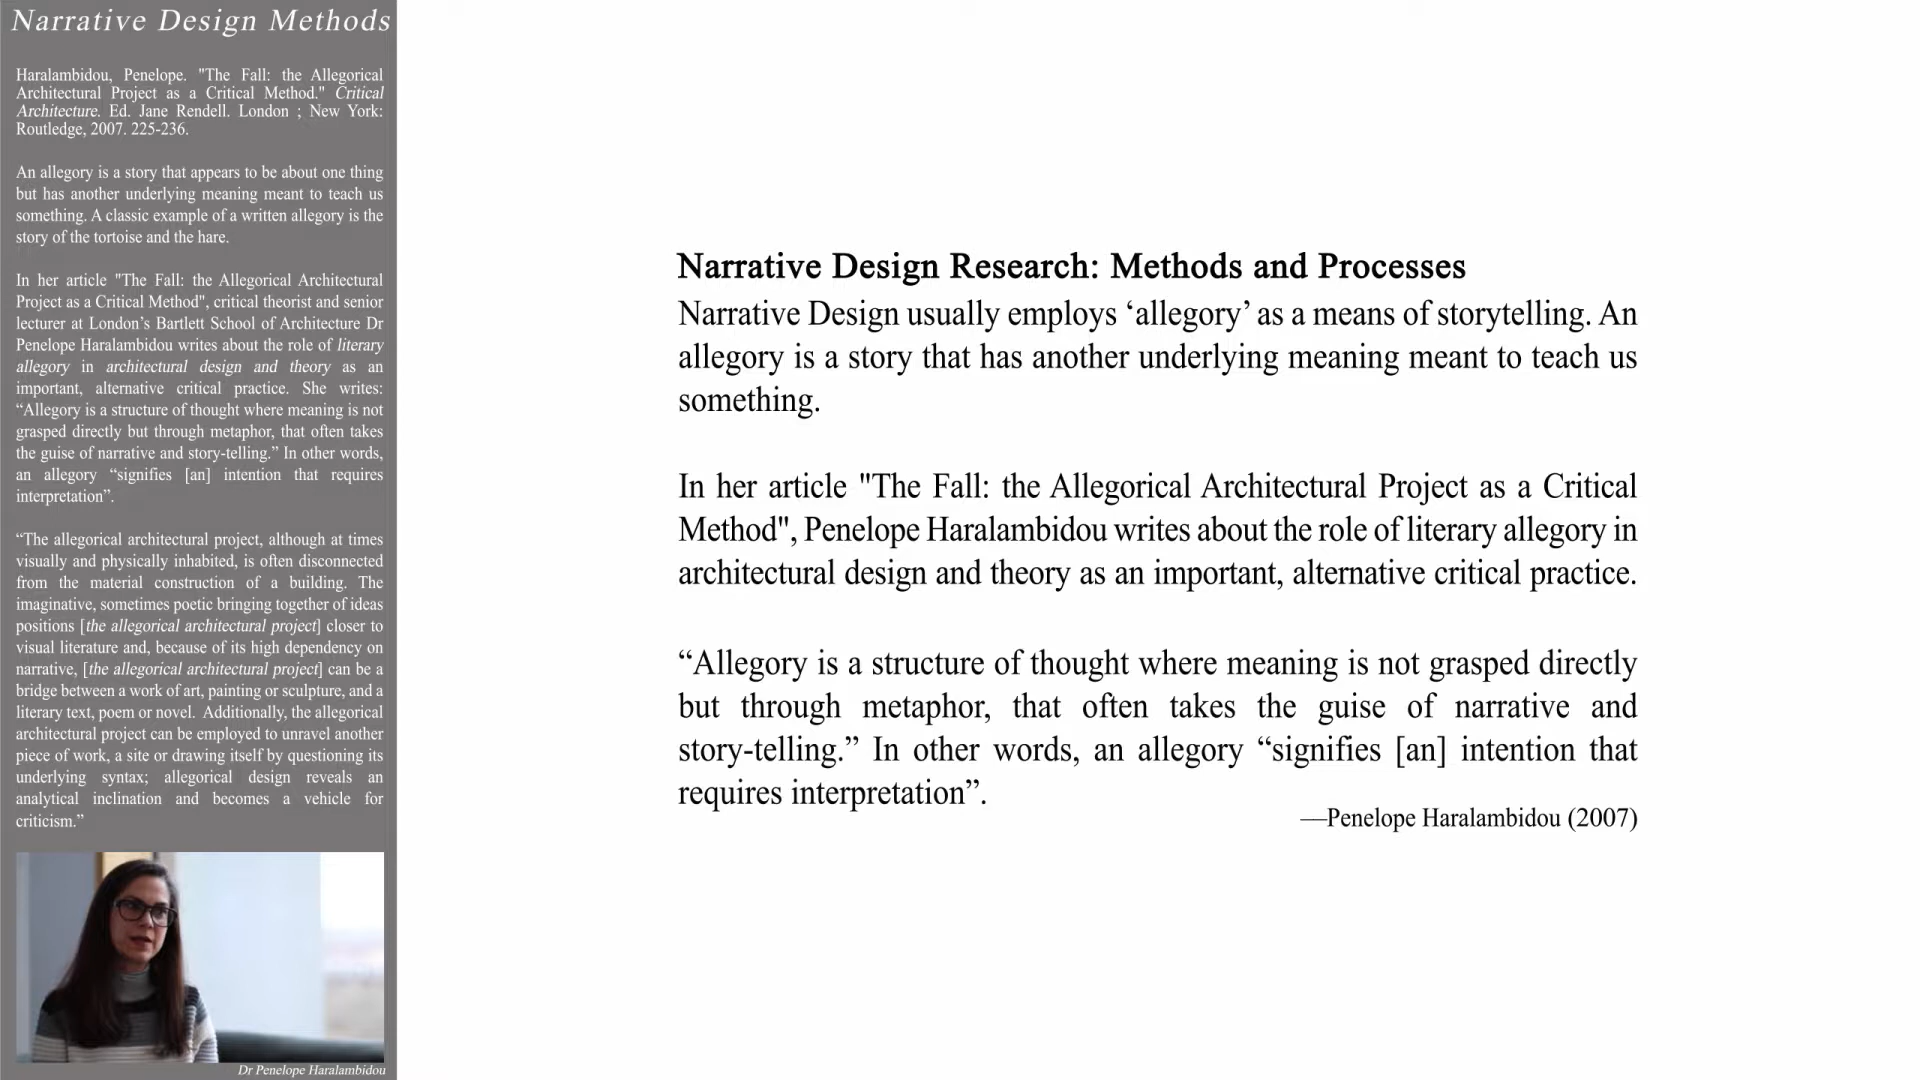 Narrative Design Methods
Haralambidou, Penelope. "The Fall: the Allegorical
Architectural Project as a Critical Method." Critical
Architecture. Ed. Jane Rendell. London ; New York:
Routledge, 2007. 225-236.
An allegory is a story that appears to be about one thing
but has another underlying meaning meant to teach us
something. A classic example of a written allegory is the
story of the tortoise and the hare.
In her article "The Fall: the Allegorical Architectural
Project as a Critical Method", critical theorist and senior
lecturer at London’s Bartlett School of Architecture Dr
Penelope Haralambidou writes about the role of literary
allegory in architectural design and theory as an
important, alternative critical practice. She writes:
“Allegory is a structure of thought where meaning is not
grasped directly but through metaphor, that often takes
the guise of narrative and story-telling.” In other words,
an allegory “signifies [an] intention that requires
interpretation”.
“The allegorical architectural project, although at times
visually and physically inhabited, is often disconnected
from the material construction of a building. The
imaginative, sometimes poetic bringing together of ideas
positions [the allegorical architectural project] closer to
visual literature and, because of its high dependency on
narrative, [the allegorical architectural project] can be a
bridge between a work of art, painting or sculpture, and a
literary text, poem or novel. Additionally, the allegorical
architectural project can be employed to unravel another
piece of work, a site or drawing itself by questioning its
underlying syntax; allegorical design reveals an
analytical inclination and becomes a vehicle for
criticism.”
Dr Penelope Haralambidou
Narrative Design Research: Methods and Processes
Narrative Design usually employs ‘allegory’ as a means of storytelling. An
allegory is a story that has another underlying meaning meant to teach us
something.
In her article "The Fall: the Allegorical Architectural Project as a Critical
Method", Penelope Haralambidou writes about the role of literary allegory in
architectural design and theory as an important, alternative critical practice.
“Allegory is a structure of thought where meaning is not grasped directly
but through metaphor, that often takes the guise of narrative and
story-telling.” In other words, an allegory “signifies [an] intention that
requires interpretation”.
—Penelope Haralambidou (2007)